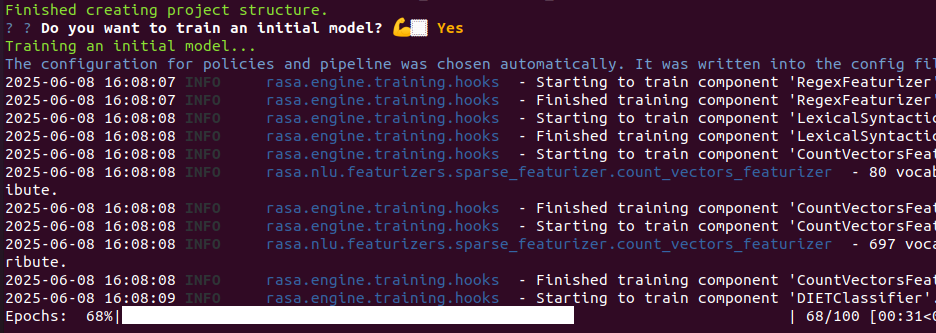 Finished creating project structure.
? ? Do you want to train an initial model? 💪 Yes
Training an initial model...
The configuration for policies and pipeline was chosen automatically. It was written into the config fil
2025-06-08 16:08:07 INFO rasa.engine.training.hooks - Starting to train component 'RegexFeaturizer'
2025-06-08 16:08:07 INFO rasa.engine.training.hooks - Finished training component 'RegexFeaturizer'
2025-06-08 16:08:08 INFO rasa.engine.training.hooks - Starting to train component 'LexicalSyntactic
2025-06-08 16:08:08 INFO rasa.engine.training.hooks - Finished training component 'LexicalSyntactic
2025-06-08 16:08:08 INFO rasa.engine.training.hooks - Starting to train component 'CountVectorsFeat
2025-06-08 16:08:08 INFO rasa.nlu.featurizers.sparse_featurizer.count_vectors_featurizer - 80 vocab
ibute.
2025-06-08 16:08:08 INFO rasa.engine.training.hooks - Finished training component 'CountVectorsFeat
2025-06-08 16:08:08 INFO rasa.engine.training.hooks - Starting to train component 'CountVectorsFeat
2025-06-08 16:08:08 INFO rasa.nlu.featurizers.sparse_featurizer.count_vectors_featurizer - 697 voca
ribute.
2025-06-08 16:08:08 INFO rasa.engine.training.hooks - Finished training component 'CountVectorsFeat
2025-06-08 16:08:09 INFO rasa.engine.training.hooks - Starting to train component 'DIETClassifier'.
Epochs: 68%| | 68/100 [00:31<0